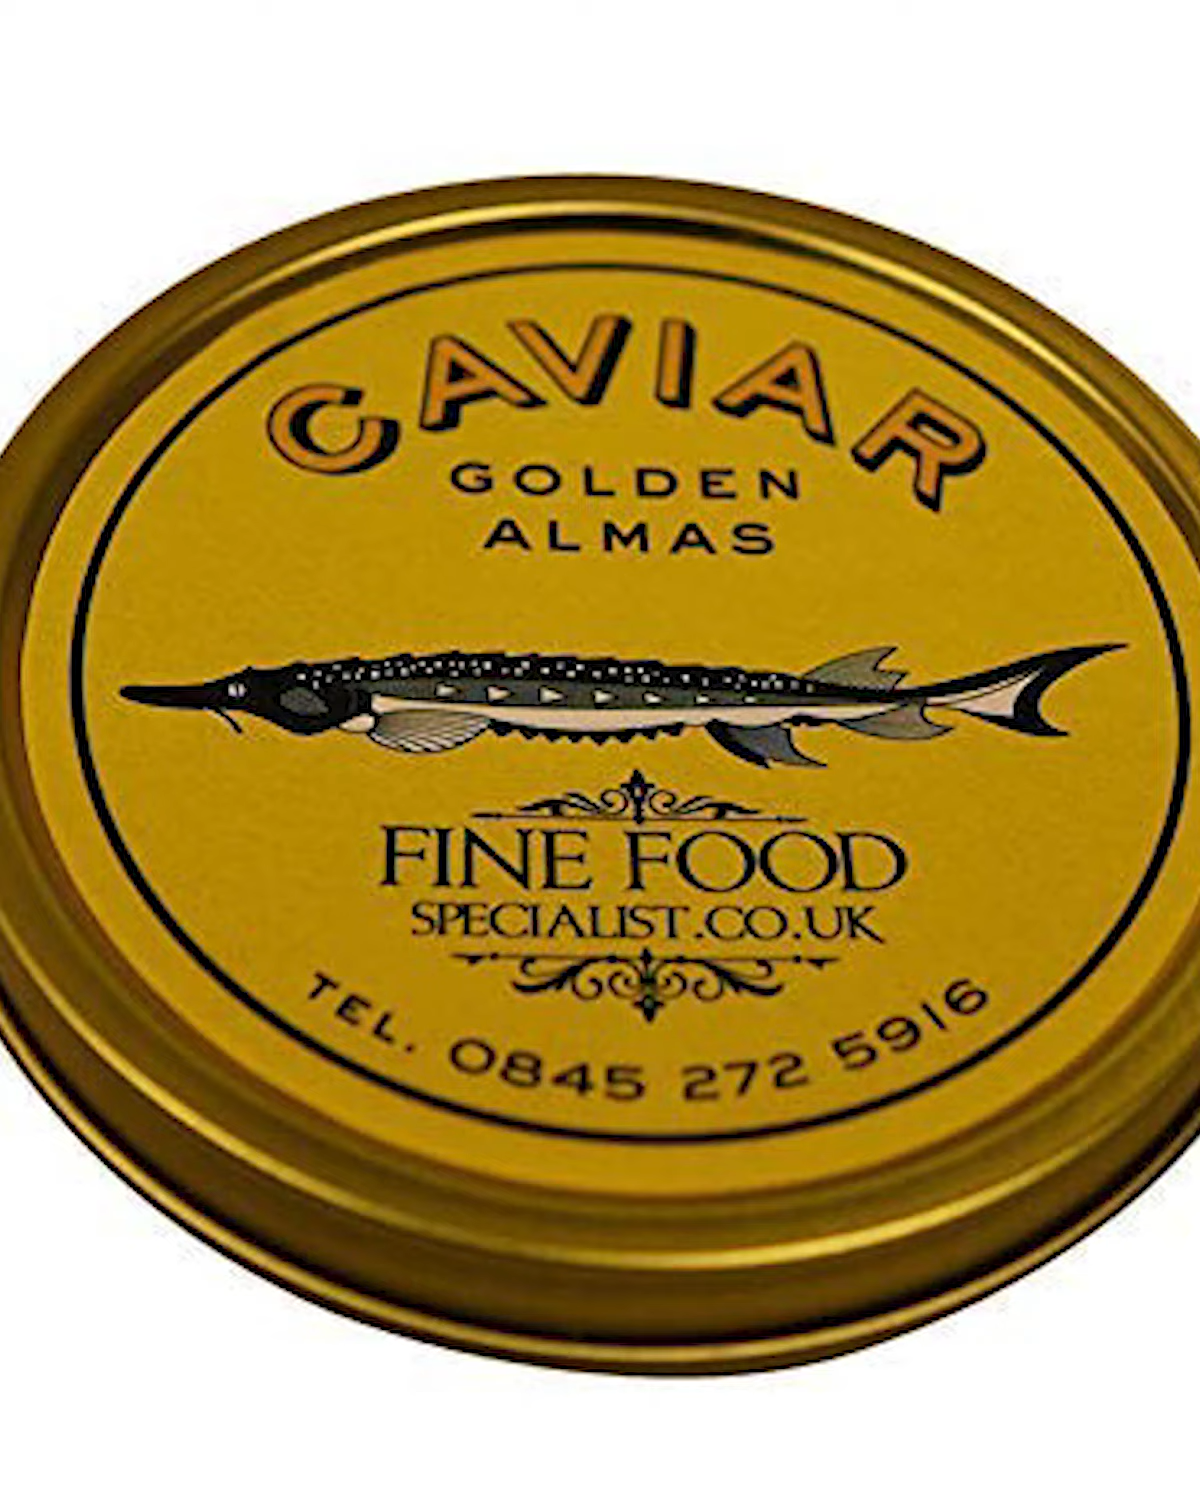 CAVIAR
GOLDEN
ALMAS
FINE FOOD
SPECIALIST.CO.UK
TEL. 0845 272 5916